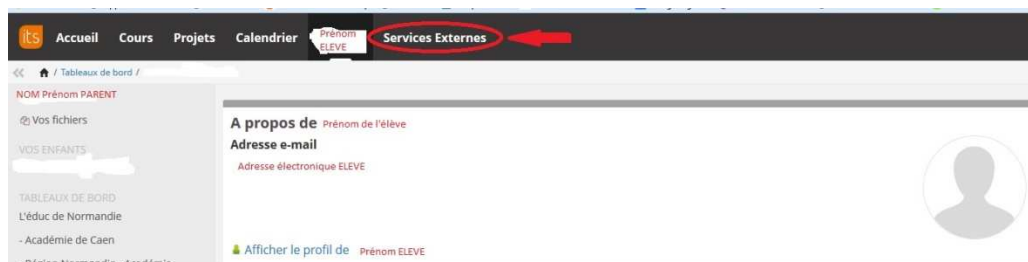 its Accueil Cours Projets Calendrier Prénom ELEVE Services Externes
/ Tableaux de bord /
NOM Prénom PARENT
Vos fichiers
VOS ENFANTS
TABLEAUX DE BORD
L'éduc de Normandie
- Académie de Caen
A propos de Prénom de l'élève
Adresse e-mail
Adresse électronique ELEVE
Afficher le profil de Prénom ELEVE